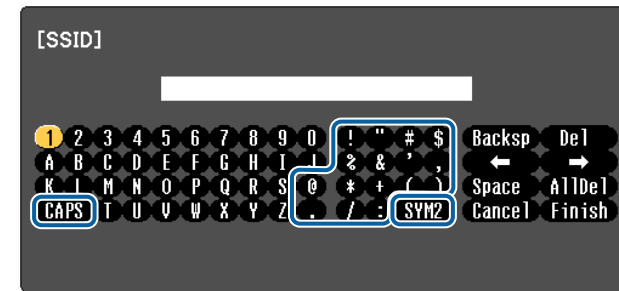 [SSID]
1 2 3 4 5 6 7 8 9 0 ! " # $ Backsp Del
A B C D E F G H I J % & ' , ← →
K L M N O P Q R S @ * + ( ) Space AllDel
CAPS T U V W X Y Z . / : SYM2 Cancel Finish